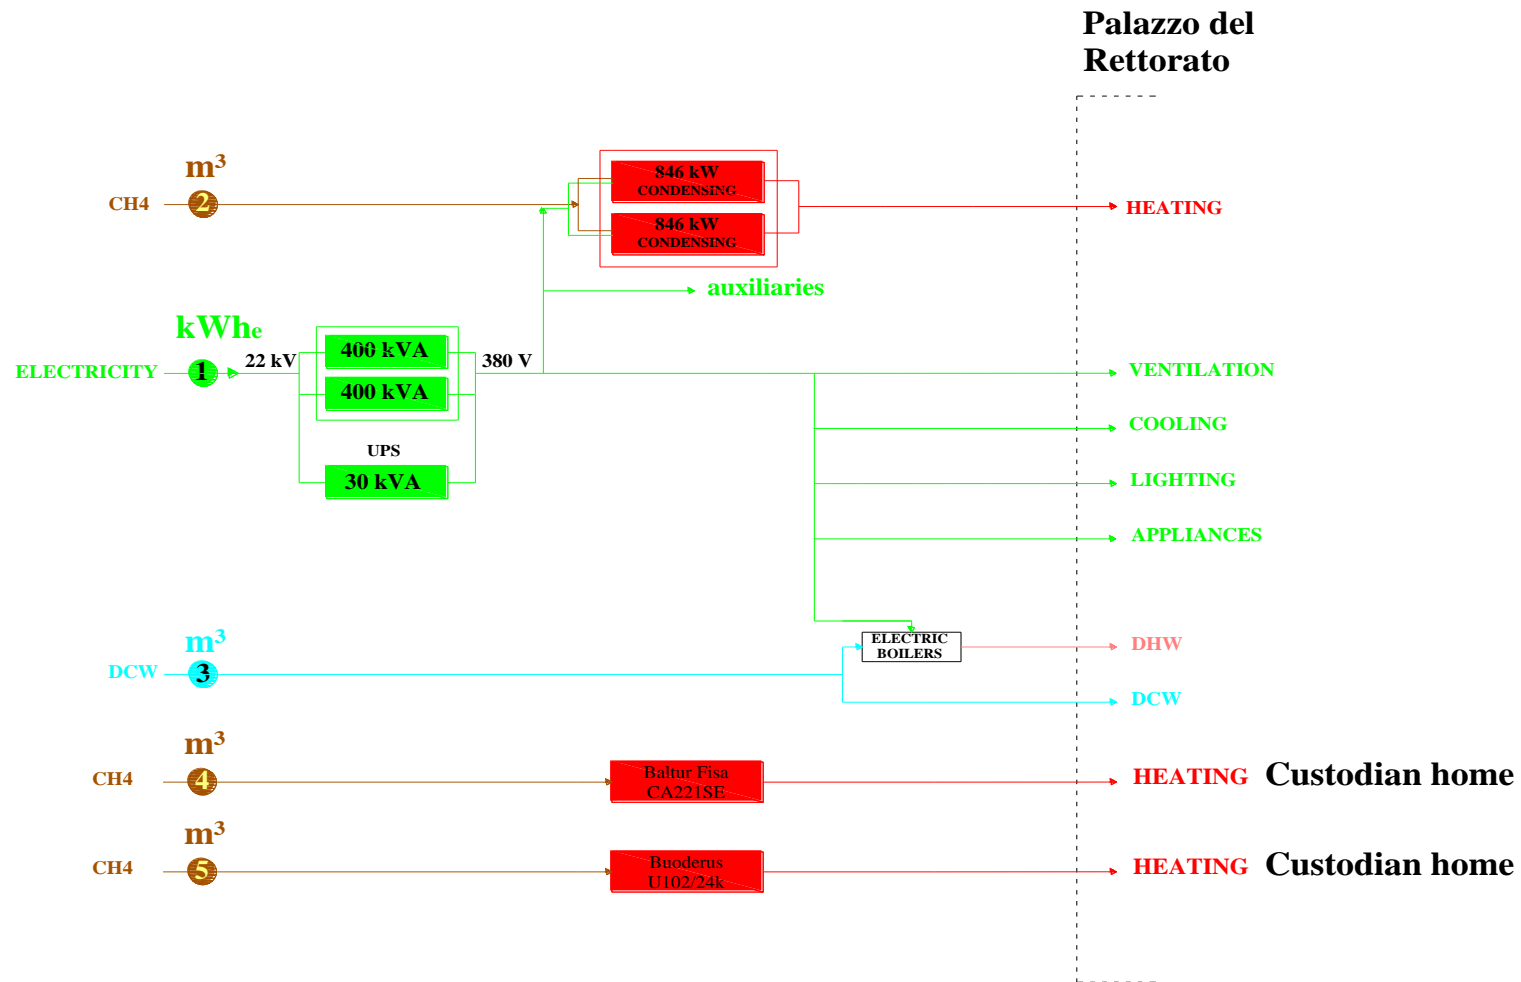 Palazzo del
Rettorato
m³
CH4
2
846 kW
CONDENSING
846 kW
CONDENSING
HEATING
auxiliaries
kWhe
ELECTRICITY
1
22 kV
400 kVA
400 kVA
380 V
UPS
30 kVA
VENTILATION
COOLING
LIGHTING
APPLIANCES
m³
DCW
3
ELECTRIC
BOILERS
DHW
DCW
m³
CH4
4
Baltur Fisa
CA221SE
HEATING Custodian home
m³
CH4
5
Buoderus
U102/24k
HEATING Custodian home